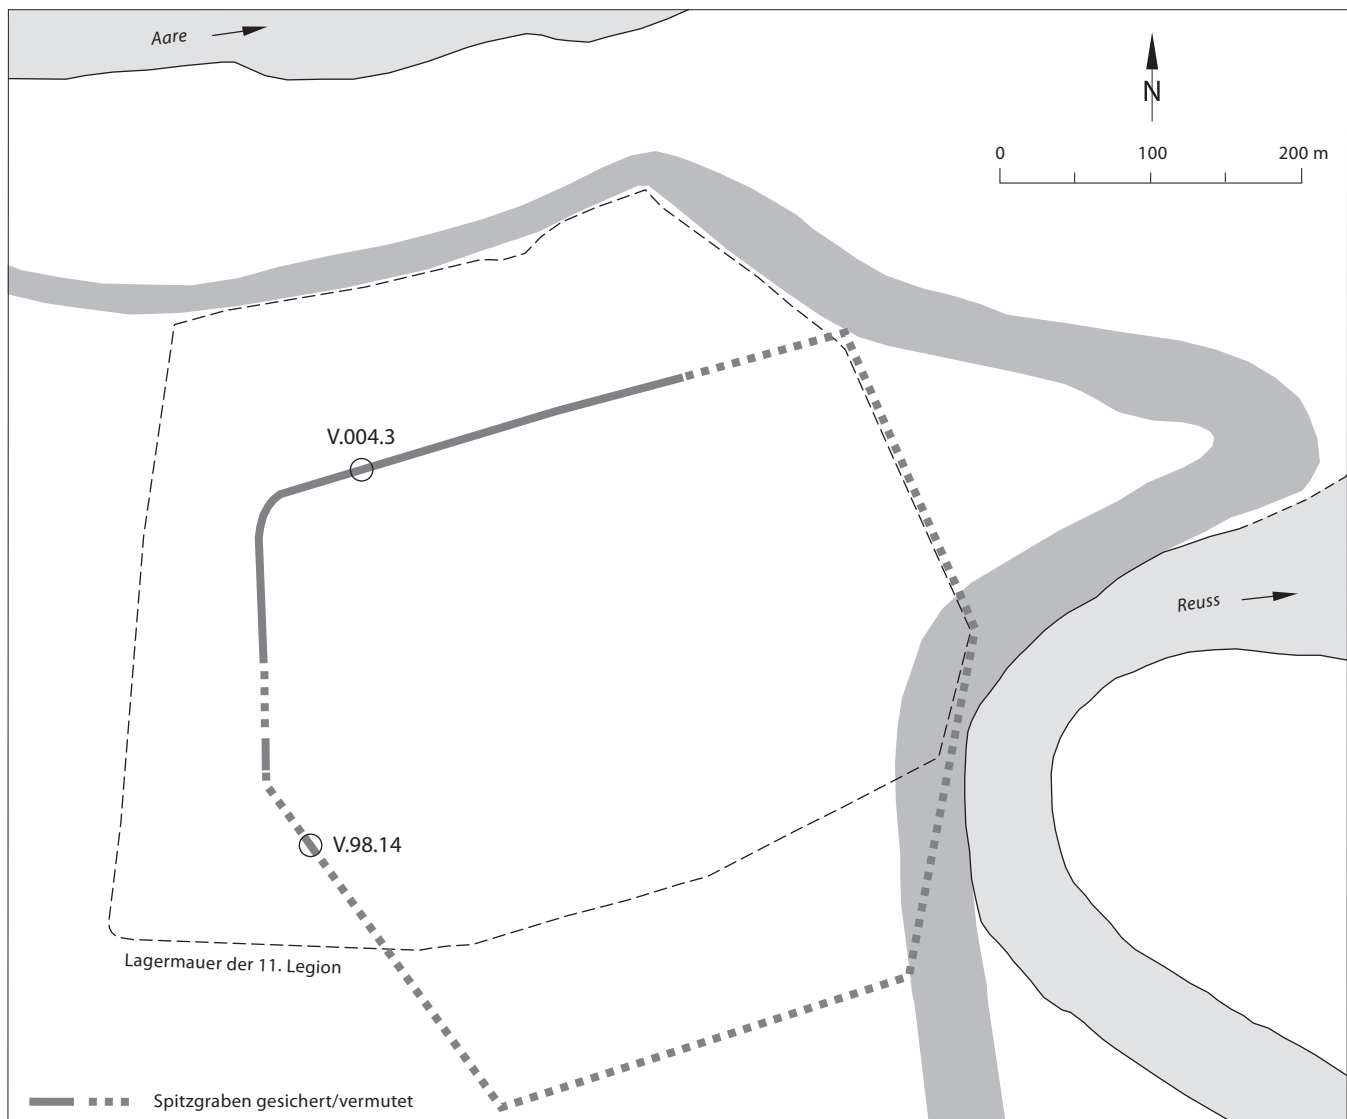 Aare
N
0 100 200 m
V.004.3
Reuss
V.98.14
Lagermauer der 11. Legion
Spitzgraben gesichert/vermutet